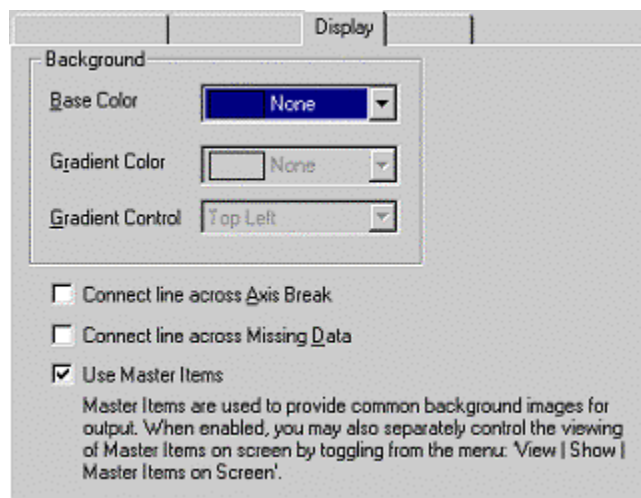 Display
Background
Base Color None
Gradient Color None
Gradient Control Top Left
Connect line across Axis Break
Connect line across Missing Data
Use Master Items
Master Items are used to provide common background images for
output. When enabled, you may also separately control the viewing
of Master Items on screen by toggling from the menu: 'View | Show |
Master Items on Screen'.